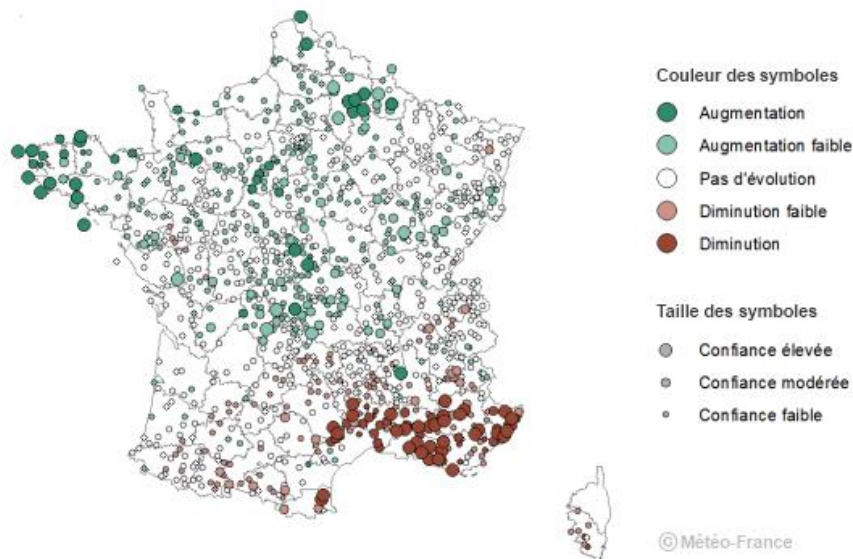 Couleur des symboles
Augmentation
Augmentation faible
Pas d'évolution
Diminution faible
Diminution
Taille des symboles
Confiance élevée
Confiance modérée
Confiance faible
© Météo-France